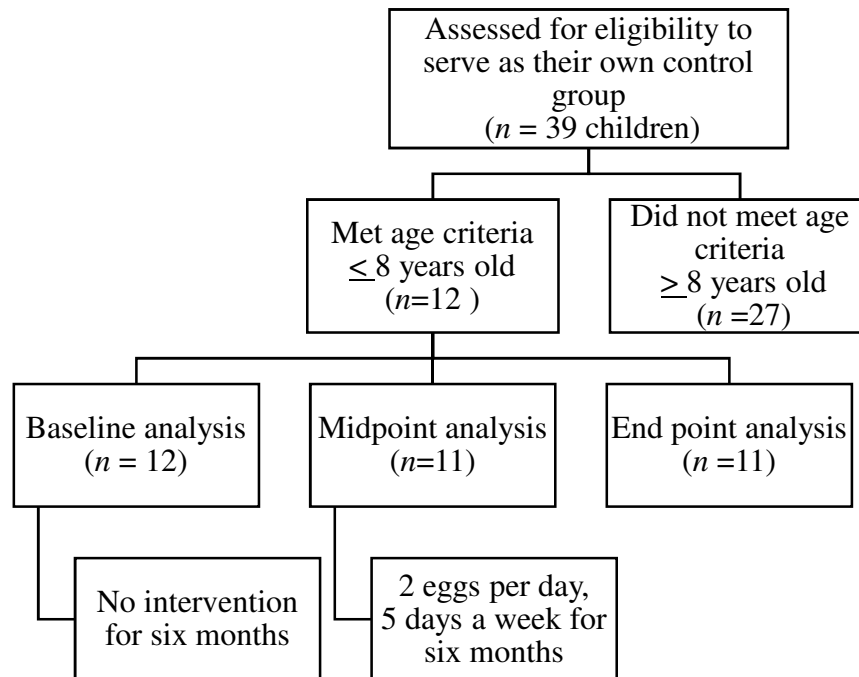 Assessed for eligibility to
serve as their own control
group
(n = 39 children)
Met age criteria
< 8 years old
(n=12 )
Did not meet age
criteria
> 8 years old
(n =27)
Baseline analysis
(n = 12)
Midpoint analysis
(n=11)
End point analysis
(n =11)
No intervention
for six months
2 eggs per day,
5 days a week for
six months